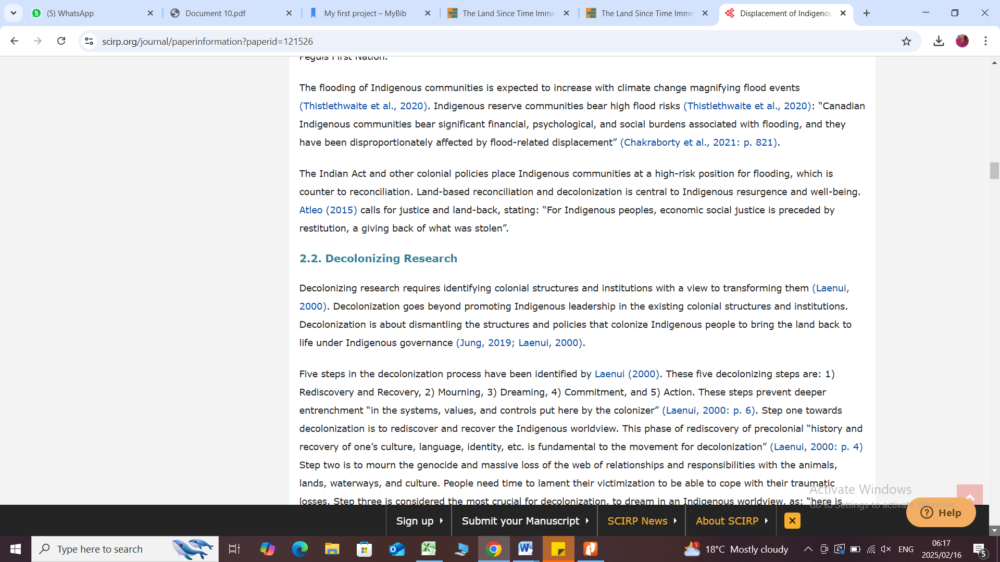 (5) WhatsApp
Document 10.pdf
My first project – MyBib
The Land Since Time Imme
The Land Since Time Imme
Displacement of Indigenou
scirp.org/journal/paperinformation?paperid=121526
Peguis First Nation.
The flooding of Indigenous communities is expected to increase with climate change magnifying flood events
(Thistlethwaite et al., 2020). Indigenous reserve communities bear high flood risks (Thistlethwaite et al., 2020): “Canadian
Indigenous communities bear significant financial, psychological, and social burdens associated with flooding, and they
have been disproportionately affected by flood-related displacement” (Chakraborty et al., 2021: p. 821).
The Indian Act and other colonial policies place Indigenous communities at a high-risk position for flooding, which is
counter to reconciliation. Land-based reconciliation and decolonization is central to Indigenous resurgence and well-being.
Atleo (2015) calls for justice and land-back, stating: “For Indigenous peoples, economic social justice is preceded by
restitution, a giving back of what was stolen”.
2.2. Decolonizing Research
Decolonizing research requires identifying colonial structures and institutions with a view to transforming them (Laenui,
2000). Decolonization goes beyond promoting Indigenous leadership in the existing colonial structures and institutions.
Decolonization is about dismantling the structures and policies that colonize Indigenous people to bring the land back to
life under Indigenous governance (Jung, 2019; Laenui, 2000).
Five steps in the decolonization process have been identified by Laenui (2000). These five decolonizing steps are: 1)
Rediscovery and Recovery, 2) Mourning, 3) Dreaming, 4) Commitment, and 5) Action. These steps prevent deeper
entrenchment “in the systems, values, and controls put here by the colonizer” (Laenui, 2000: p. 6). Step one towards
decolonization is to rediscover and recover the Indigenous worldview. This phase of rediscovery of precolonial “history and
recovery of one’s culture, language, identity, etc. is fundamental to the movement for decolonization” (Laenui, 2000: p. 4)
Step two is to mourn the genocide and massive loss of the web of relationships and responsibilities with the animals,
lands, waterways, and culture. People need time to lament their victimization to be able to cope with their traumatic
losses. Step three is considered the most crucial for decolonization, to dream in an Indigenous worldview, as: “here is
Activate Windows
Go to Settings to activate Windows.
Help
Sign up
Submit your Manuscript
SCIRP News
About SCIRP
Type here to search
1
18°C Mostly cloudy
ENG
06:17
2025/02/16
5